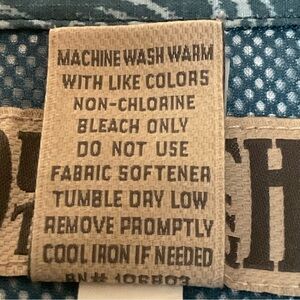 MACHINE WASH WARM
WITH LIKE COLORS
NON-CHLORINE
BLEACH ONLY
DO NOT USE
FABRIC SOFTENER
TUMBLE DRY LOW
REMOVE PROMPTLY
COOL IRON IF NEEDED
RN#